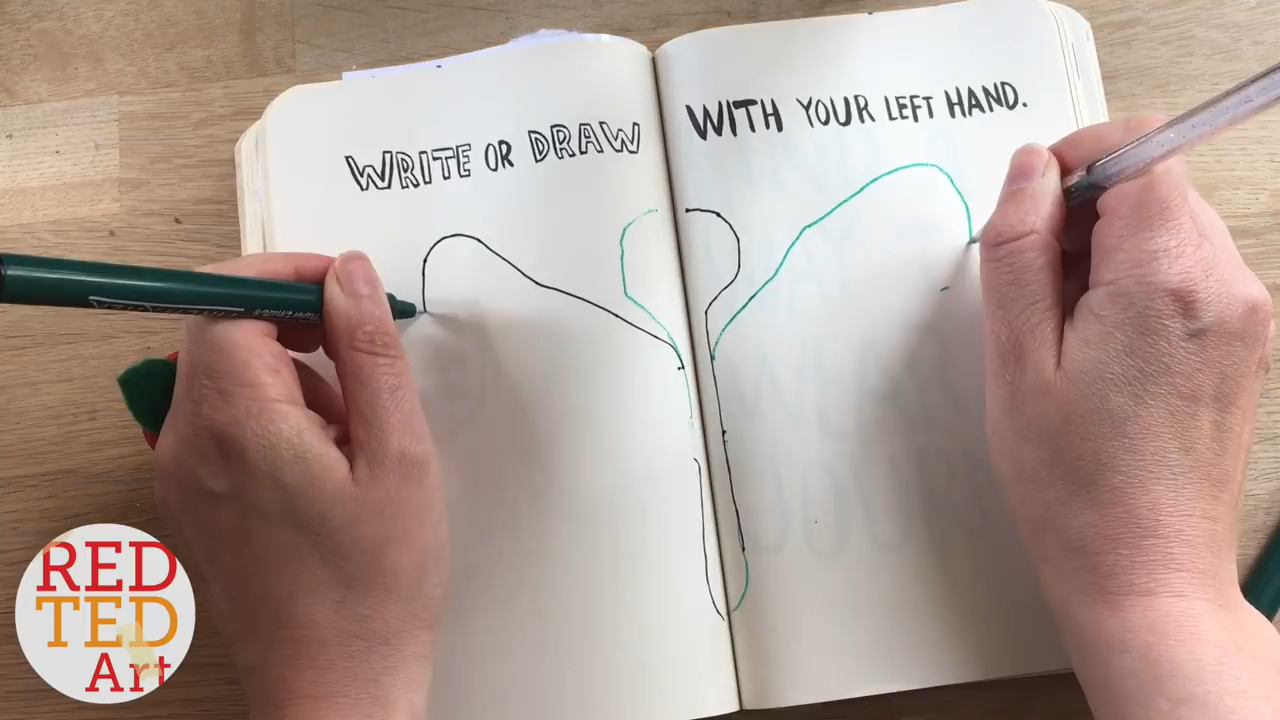 WRITE OR DRAW
WITH YOUR LEFT HAND.
RED
TED
Art